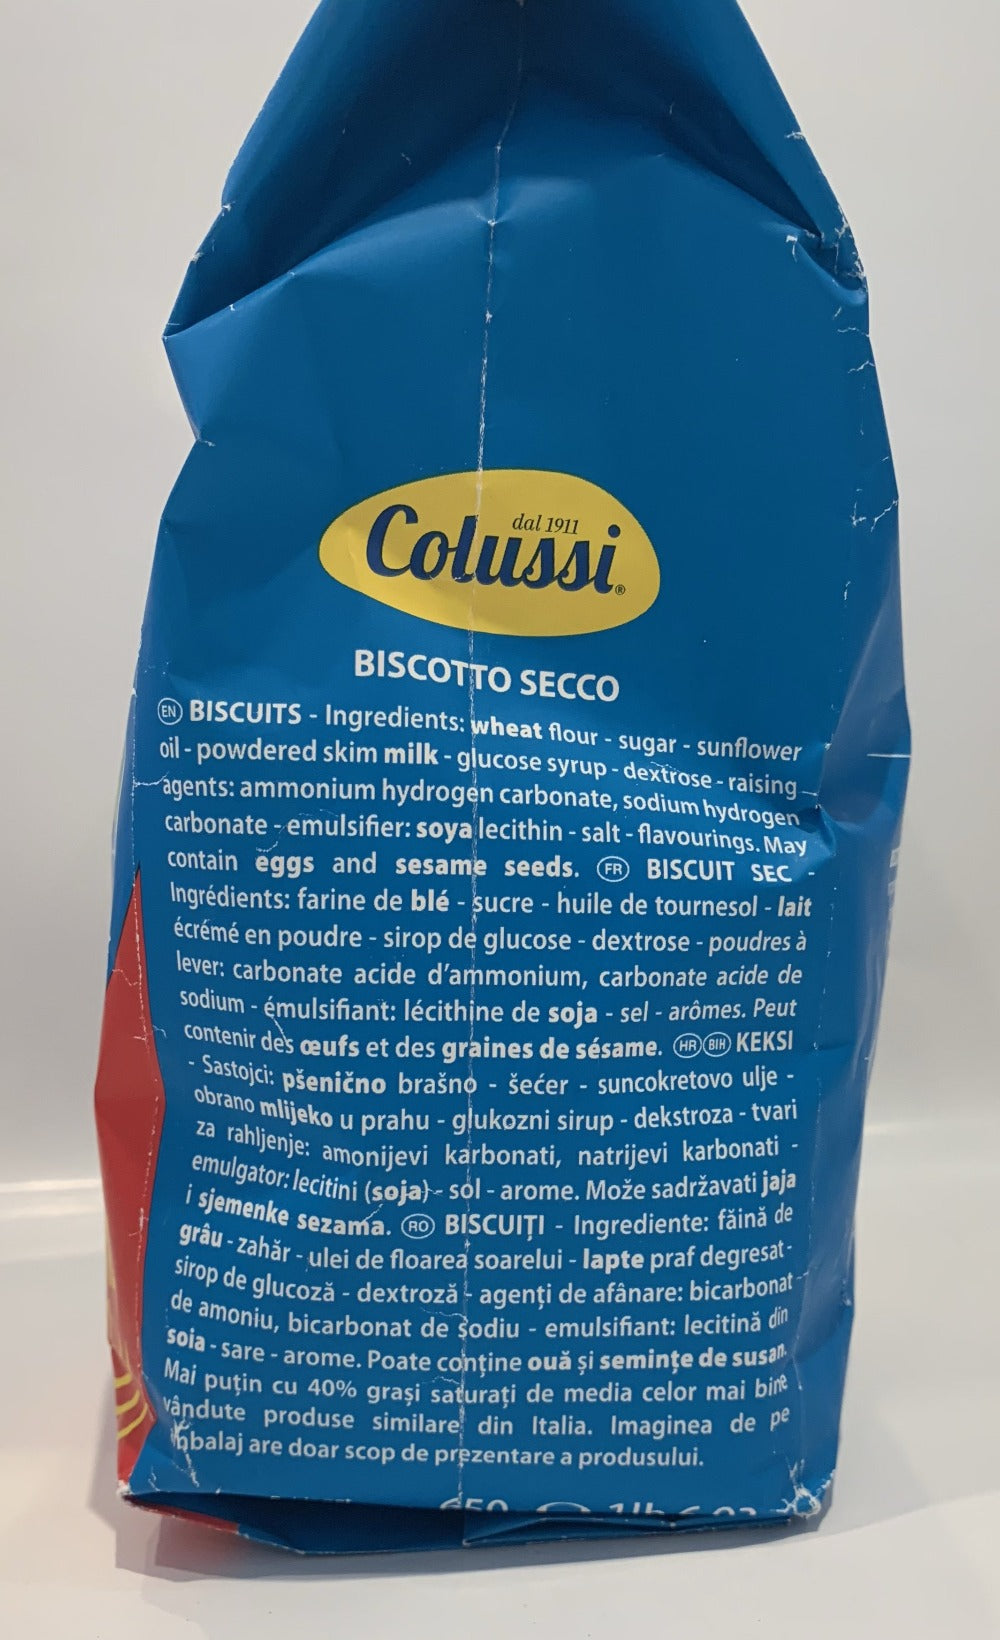 dal 1911
Colussi®
BISCOTTO SECCO
EN BISCUITS - Ingredients: wheat flour - sugar - sunflower
oil - powdered skim milk - glucose syrup - dextrose - raising
agents: ammonium hydrogen carbonate, sodium hydrogen
carbonate - emulsifier: soya lecithin - salt - flavourings. May
contain eggs and sesame seeds. FR BISCUIT SEC -
Ingrédients: farine de blé - sucre - huile de tournesol - lait
écrémé en poudre - sirop de glucose - dextrose - poudres à
lever: carbonate acide d'ammonium, carbonate acide de
sodium - émulsifiant: lécithine de soja - sel - arômes. Peut
contenir des œufs et des graines de sésame. HR BIH KEKSI
- Sastojci: pšenično brašno - šećer - suncokretovo ulje -
obrano mlijeko u prahu - glukozni sirup - dekstroza - tvari
za rahljenje: amonijevi karbonati, natrijevi karbonati -
emulgator: lecitini (soja) - sol - arome. Može sadržavati jaja
i sjemenke sezama. RO BISCUIȚI - Ingrediente: făină de
grâu - zahăr - ulei de floarea soarelui - lapte praf degresat -
sirop de glucoză - dextroză - agenți de afânare: bicarbonat
de amoniu, bicarbonat de sodiu - emulsifiant: lecitină din
soia - sare - arome. Poate conține ouă și semințe de susan.
Mai puțin cu 40% grași saturați de media celor mai bine
vândute produse similare din Italia. Imaginea de pe
ambalaj are doar scop de prezentare a produsului.